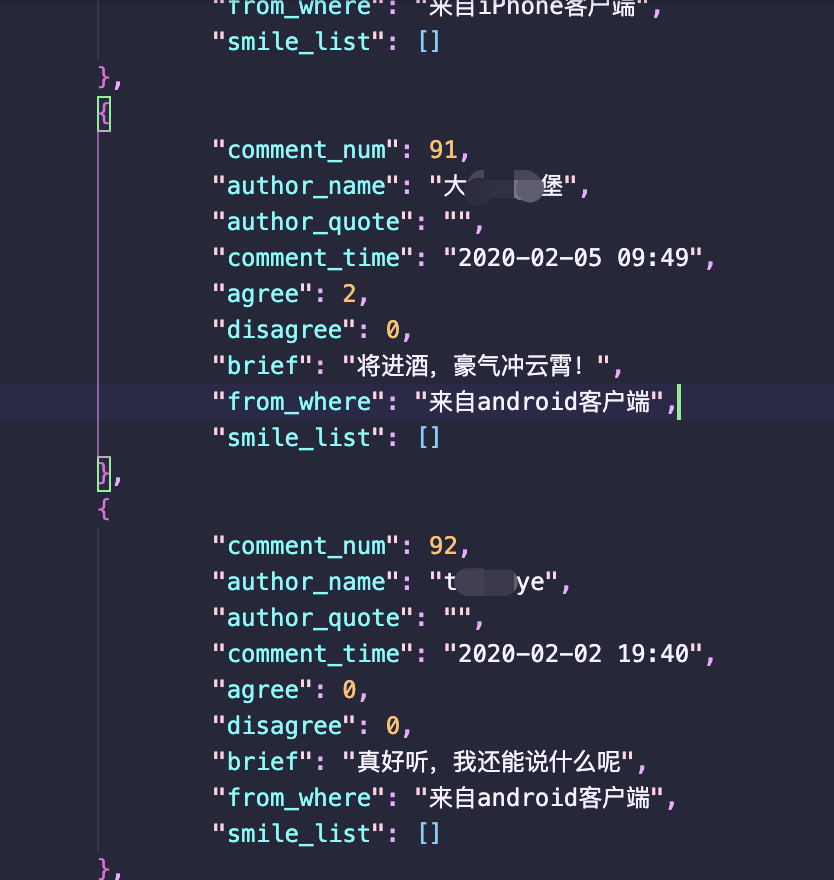 "from_where": "来自iPhone客户端",
"smile_list": []
},
{
"comment_num": 91,
"author_name": "大堡",
"author_quote": "",
"comment_time": "2020-02-05 09:49",
"agree": 2,
"disagree": 0,
"brief": "将进酒，豪气冲云霄！",
"from_where": "来自android客户端",
"smile_list": []
},
{
"comment_num": 92,
"author_name": "tye",
"author_quote": "",
"comment_time": "2020-02-02 19:40",
"agree": 0,
"disagree": 0,
"brief": "真好听，我还能说什么呢",
"from_where": "来自android客户端",
"smile_list": []
},